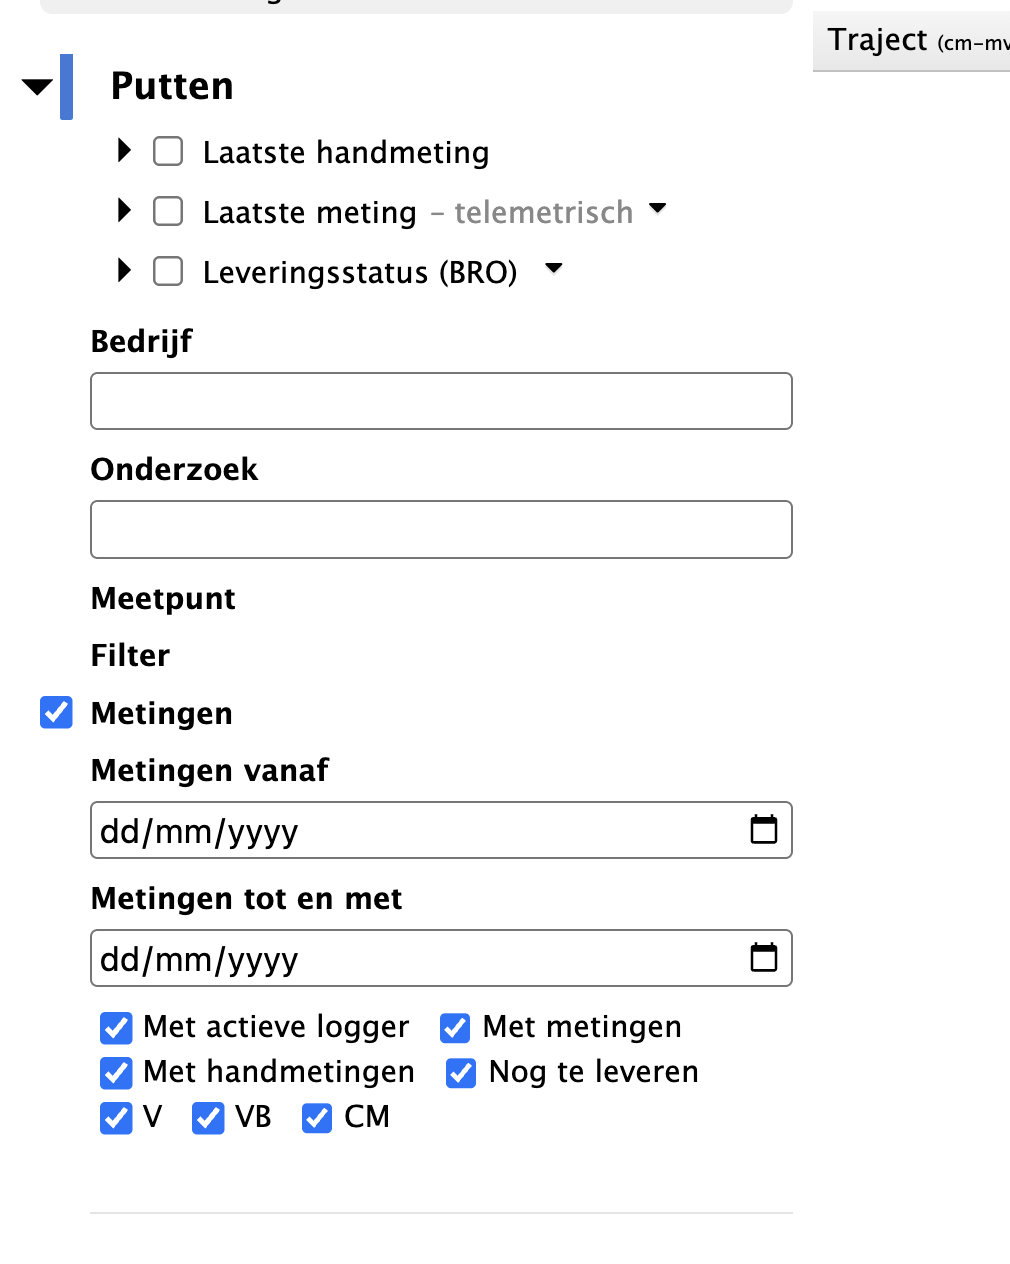 Traject (cm-mv
Putten
Laatste handmeting
Laatste meting – telemetrisch
Leveringsstatus (BRO)
Bedrijf
Onderzoek
Meetpunt
Filter
Metingen
Metingen vanaf
dd/mm/yyyy
Metingen tot en met
dd/mm/yyyy
Met actieve logger Met metingen
Met handmetingen Nog te leveren
V VB CM